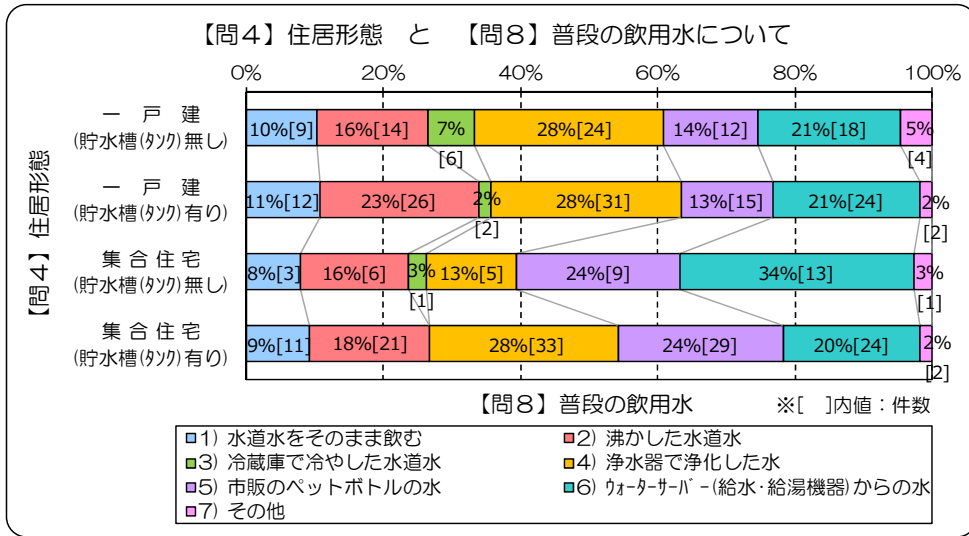 【問4】住居形態 と 【問8】普段の飲用水について
0% 20% 40% 60% 80% 100%
【問4】住居形態
一 戸 建
(貯水槽(ﾀﾝｸ)無し)
10%[9] 16%[14] 7% 28%[24] 14%[12] 21%[18] 5%
[6] [4]
一 戸 建
(貯水槽(ﾀﾝｸ)有り)
11%[12] 23%[26] 2% 28%[31] 13%[15] 21%[24] 2%
[2] [2]
集 合 住 宅
(貯水槽(ﾀﾝｸ)無し)
8%[3] 16%[6] 3% 13%[5] 24%[9] 34%[13] 3%
[1] [1]
集 合 住 宅
(貯水槽(ﾀﾝｸ)有り)
9%[11] 18%[21] 28%[33] 24%[29] 20%[24] 2%
[2]
【問8】普段の飲用水 ※[ ]内値：件数
1) 水道水をそのまま飲む 2) 沸かした水道水
3) 冷蔵庫で冷やした水道水 4) 浄水器で浄化した水
5) 市販のペットボトルの水 6) ｳｫｰﾀｰｻｰﾊﾞｰ(給水･給湯機器)からの水
7) その他